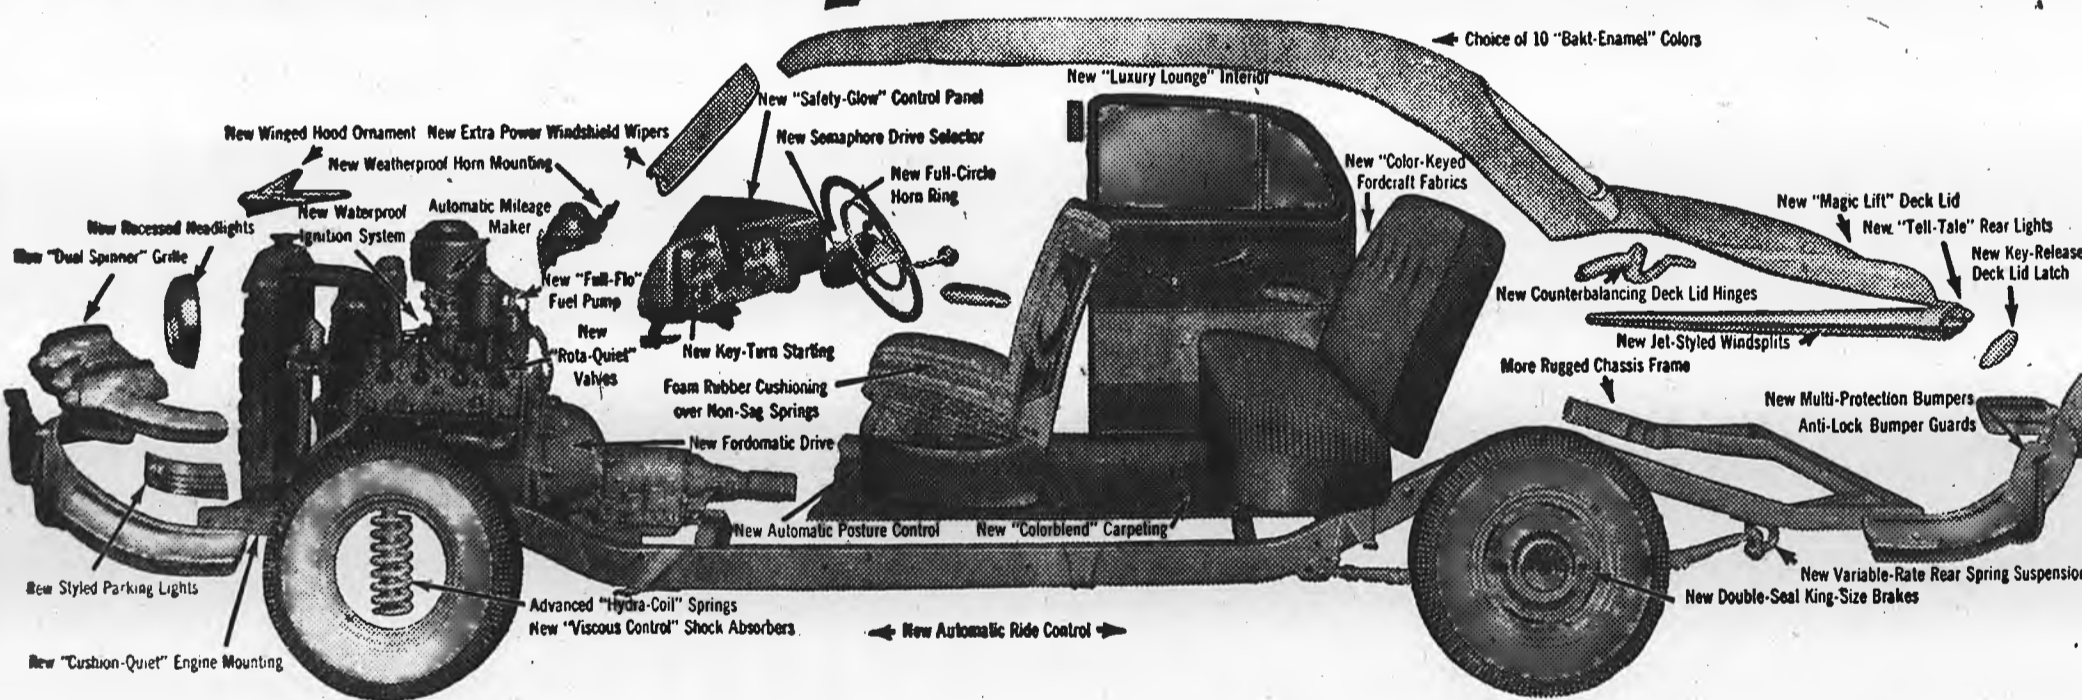 Choice of 10 "Bakt-Enamel" Colors
New "Luxury Lounge" Interior
New "Safety-Glow" Control Panel
New Winged Hood Ornament
New Extra Power Windshield Wipers
New Semaphore Drive Selector
New Weatherproof Horn Mounting
New "Color-Keyed
Fordcraft Fabrics
New Full-Circle
Horn Ring
New Waterproof
Ignition System
Automatic Mileage
Maker
New "Magic Lift" Deck Lid
New "Tell-Tale" Rear Lights
New Recessed Headlights
New "Dual Spinner" Grille
New Key-Release
Deck Lid Latch
New "Full-Flo"
Fuel Pump
New Counterbalancing Deck Lid Hinges
New
"Rota-Quiet"
Valves
New Key-Turn Starting
New Jet-Styled Windsplits
More Rugged Chassis Frame
Foam Rubber Cushioning
over Non-Sag Springs
New Multi-Protection Bumpers
Anti-Lock Bumper Guards
New Fordomatic Drive
New Automatic Posture Control
New "Colorblend" Carpeting
New Styled Parking Lights
New Variable-Rate Rear Spring Suspension
New Double-Seal King-Size Brakes
Advanced "Hydra-Coil" Springs
New "Viscous Control" Shock Absorbers
New Automatic Ride Control
New "Cushion-Quiet" Engine Mounting